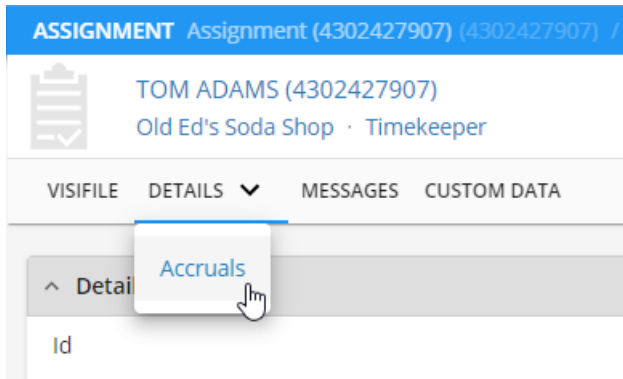 ASSIGNMENT Assignment (4302427907) (4302427907) /
TOM ADAMS (4302427907)
Old Ed's Soda Shop · Timekeeper
VISIFILE DETAILS MESSAGES CUSTOM DATA
Accruals
Detai
Id